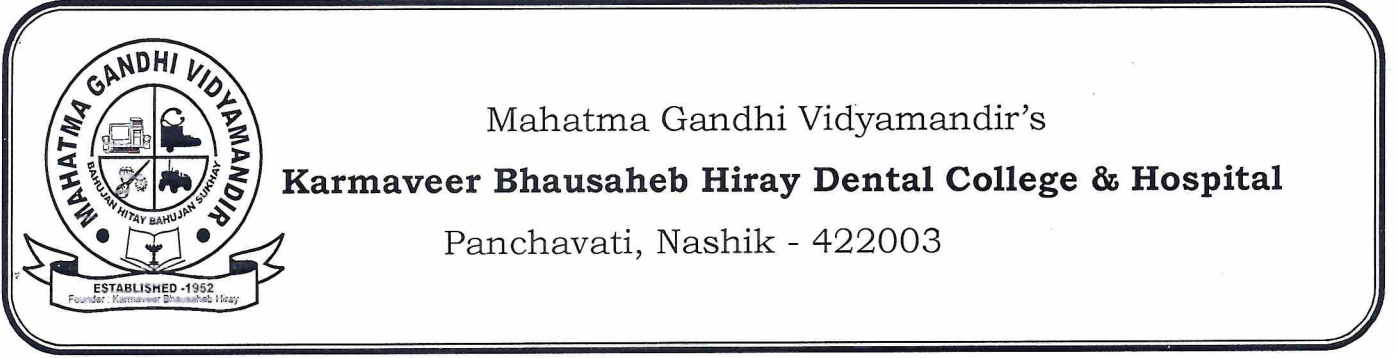 MAHATMA GANDHI VIDYAMANDIR
BAHUJAN HITAY BAHUJAN SUKHAY
ESTABLISHED -1952
Founder : Karmaveer Bhausaheb Hiray
Mahatma Gandhi Vidyamandir's
Karmaveer Bhausaheb Hiray Dental College & Hospital
Panchavati, Nashik - 422003